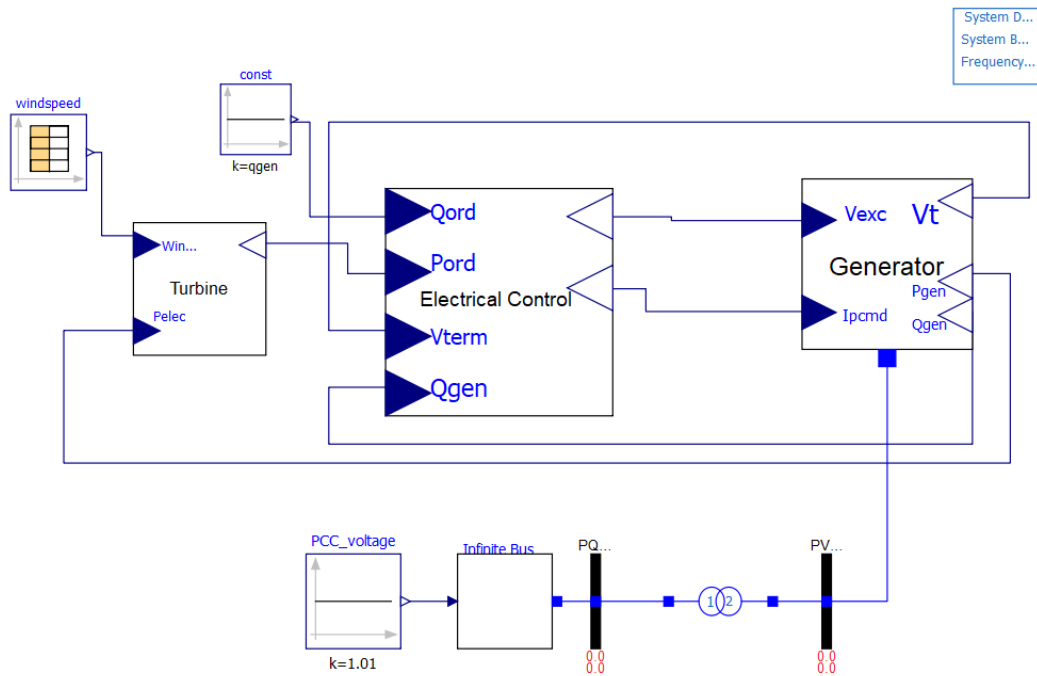 System D...
System B...
Frequency...
const
windspeed
k=qgen
Qord
Vexc
Vt
Win...
Pord
Generator
Turbine
Electrical Control
Pgen
Pelec
Vterm
Ipcmd
Qgen
Qgen
PCC_voltage
Infinite Bus
PQ...
PV...
1
2
k=1.01
0.0
0.0
0.0
0.0